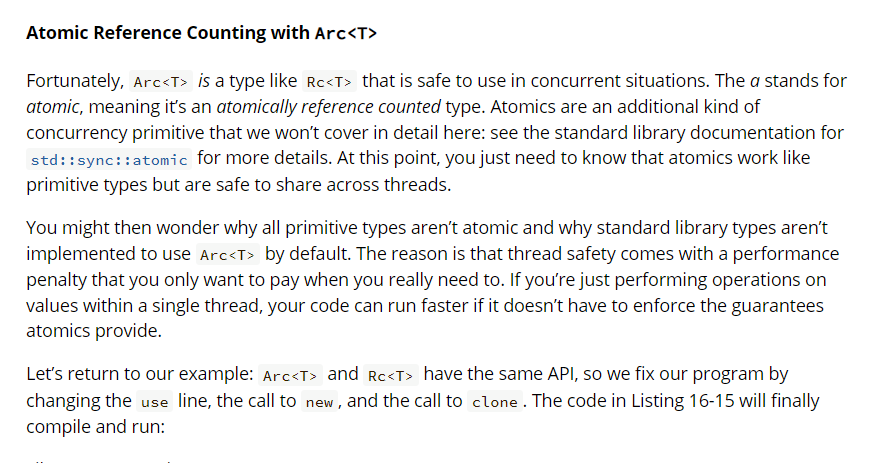 Atomic Reference Counting with Arc<T>
Fortunately, Arc<T> is a type like Rc<T> that is safe to use in concurrent situations. The a stands for
atomic, meaning it’s an atomically reference counted type. Atomics are an additional kind of
concurrency primitive that we won’t cover in detail here: see the standard library documentation for
std::sync::atomic for more details. At this point, you just need to know that atomics work like
primitive types but are safe to share across threads.
You might then wonder why all primitive types aren’t atomic and why standard library types aren’t
implemented to use Arc<T> by default. The reason is that thread safety comes with a performance
penalty that you only want to pay when you really need to. If you’re just performing operations on
values within a single thread, your code can run faster if it doesn’t have to enforce the guarantees
atomics provide.
Let’s return to our example: Arc<T> and Rc<T> have the same API, so we fix our program by
changing the use line, the call to new, and the call to clone. The code in Listing 16-15 will finally
compile and run: